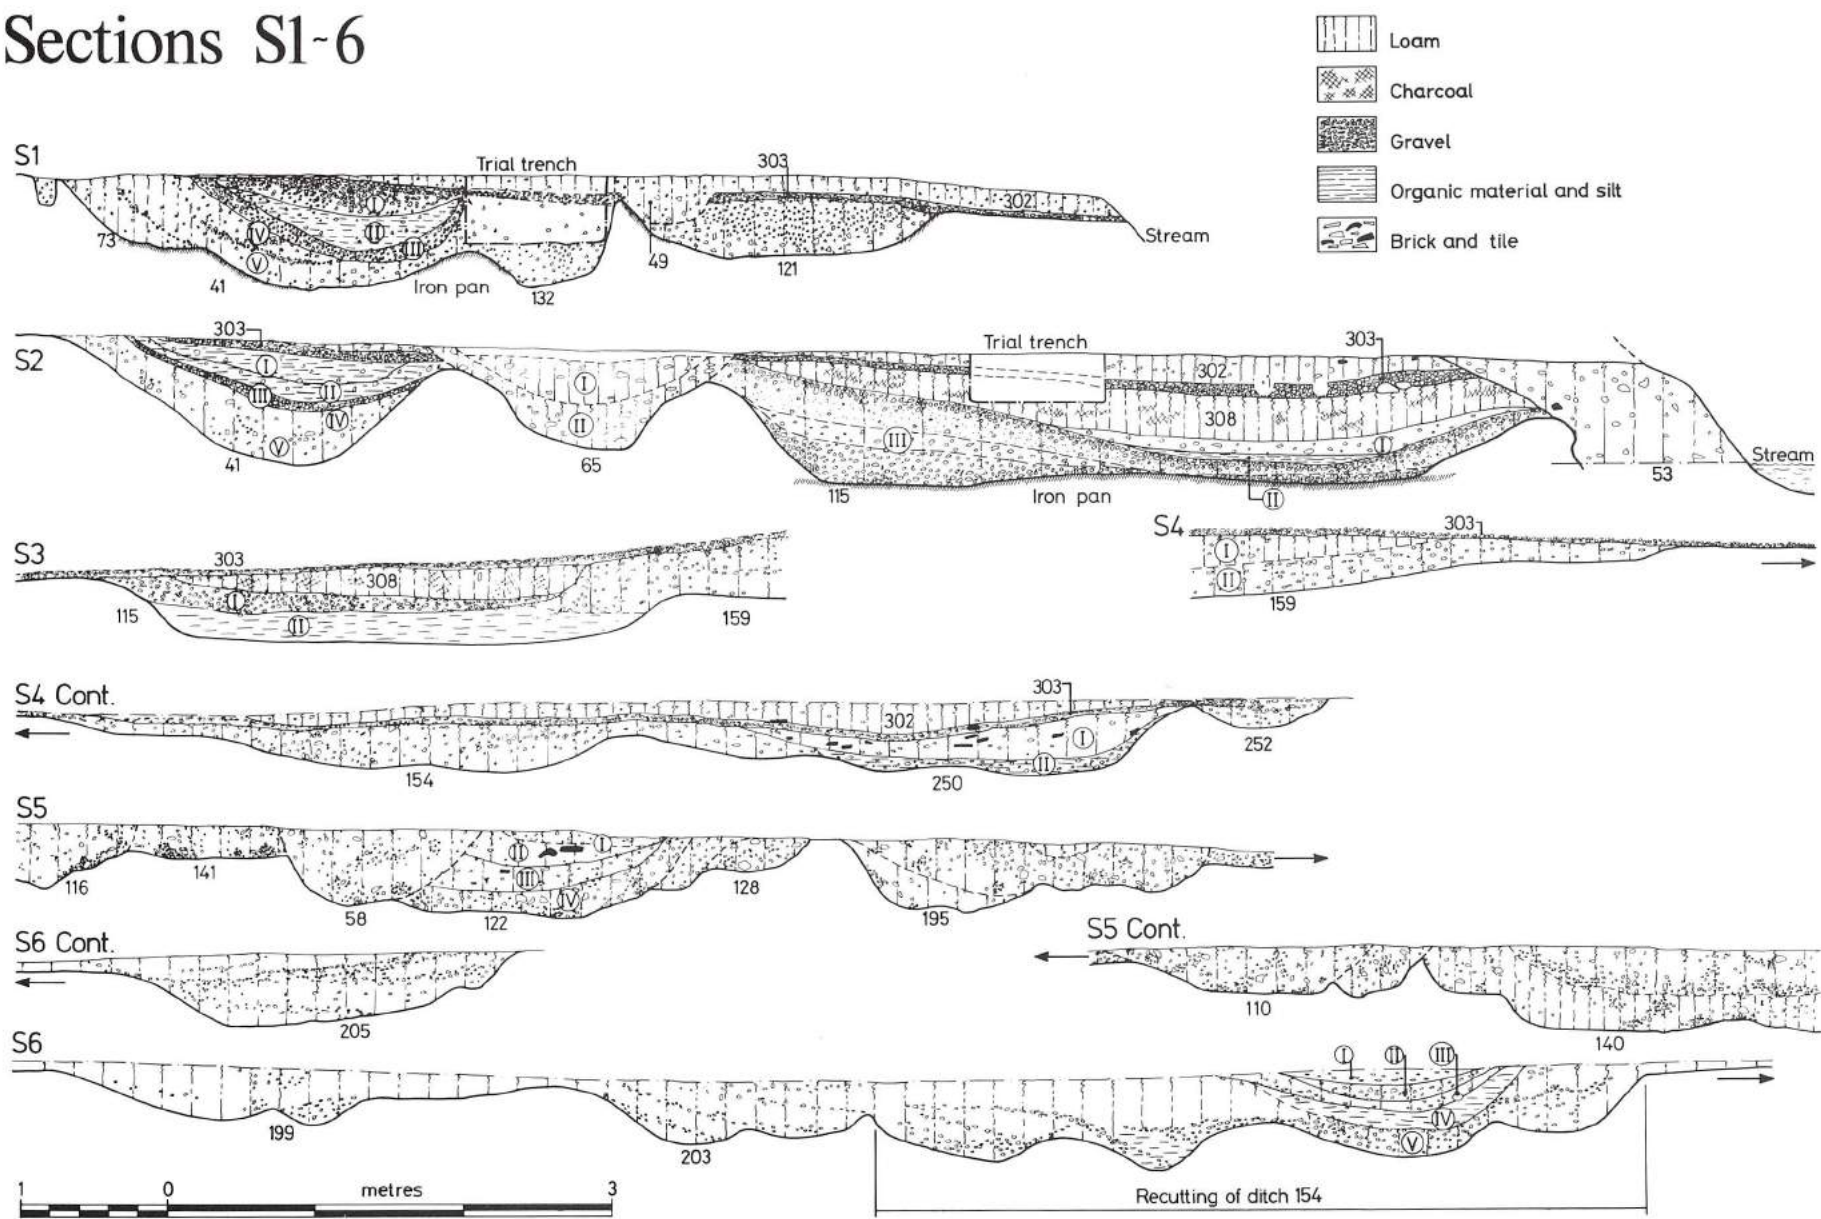 Sections S1~6
Loam
Charcoal
Gravel
Organic material and silt
Brick and tile
S1
Trial trench
303
302
I
II
III
IV
V
73
41
Iron pan
132
49
121
Stream
S2
303
Trial trench
303
302
308
I
II
III
IV
V
I
II
III
I
II
41
65
115
Iron pan
53
Stream
S3
303
308
I
II
115
159
S4
303
I
II
159
S4 Cont.
303
302
I
II
154
250
252
S5
I
II
III
IV
116
141
58
122
128
195
S6 Cont.
205
S5 Cont.
110
140
S6
I
II
III
IV
V
199
203
Recutting of ditch 154
1 0 metres 3